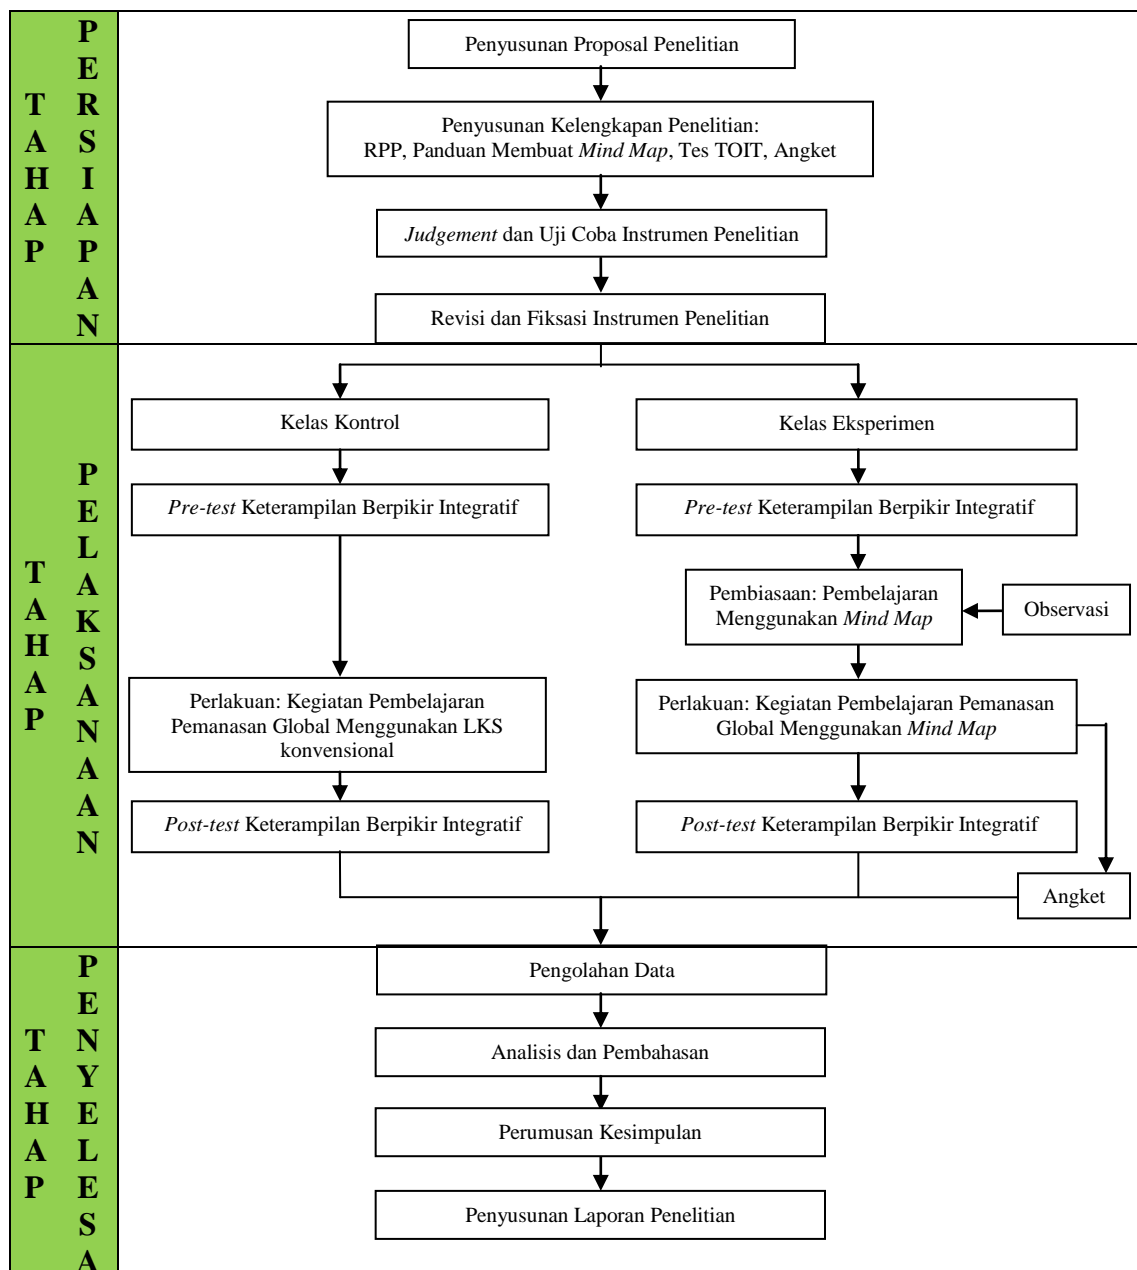 TAHAP PERSIAPAN
Penyusunan Proposal Penelitian
Penyusunan Kelengkapan Penelitian:
RPP, Panduan Membuat Mind Map, Tes TOIT, Angket
Judgement dan Uji Coba Instrumen Penelitian
Revisi dan Fiksasi Instrumen Penelitian
TAHAP PELAKSANAAN
Kelas Kontrol
Pre-test Keterampilan Berpikir Integratif
Perlakuan: Kegiatan Pembelajaran
Pemanasan Global Menggunakan LKS
konvensional
Post-test Keterampilan Berpikir Integratif
Kelas Eksperimen
Pre-test Keterampilan Berpikir Integratif
Pembiasaan: Pembelajaran
Menggunakan Mind Map
Observasi
Perlakuan: Kegiatan Pembelajaran Pemanasan
Global Menggunakan Mind Map
Post-test Keterampilan Berpikir Integratif
Angket
TAHAP PENYELESA
Pengolahan Data
Analisis dan Pembahasan
Perumusan Kesimpulan
Penyusunan Laporan Penelitian